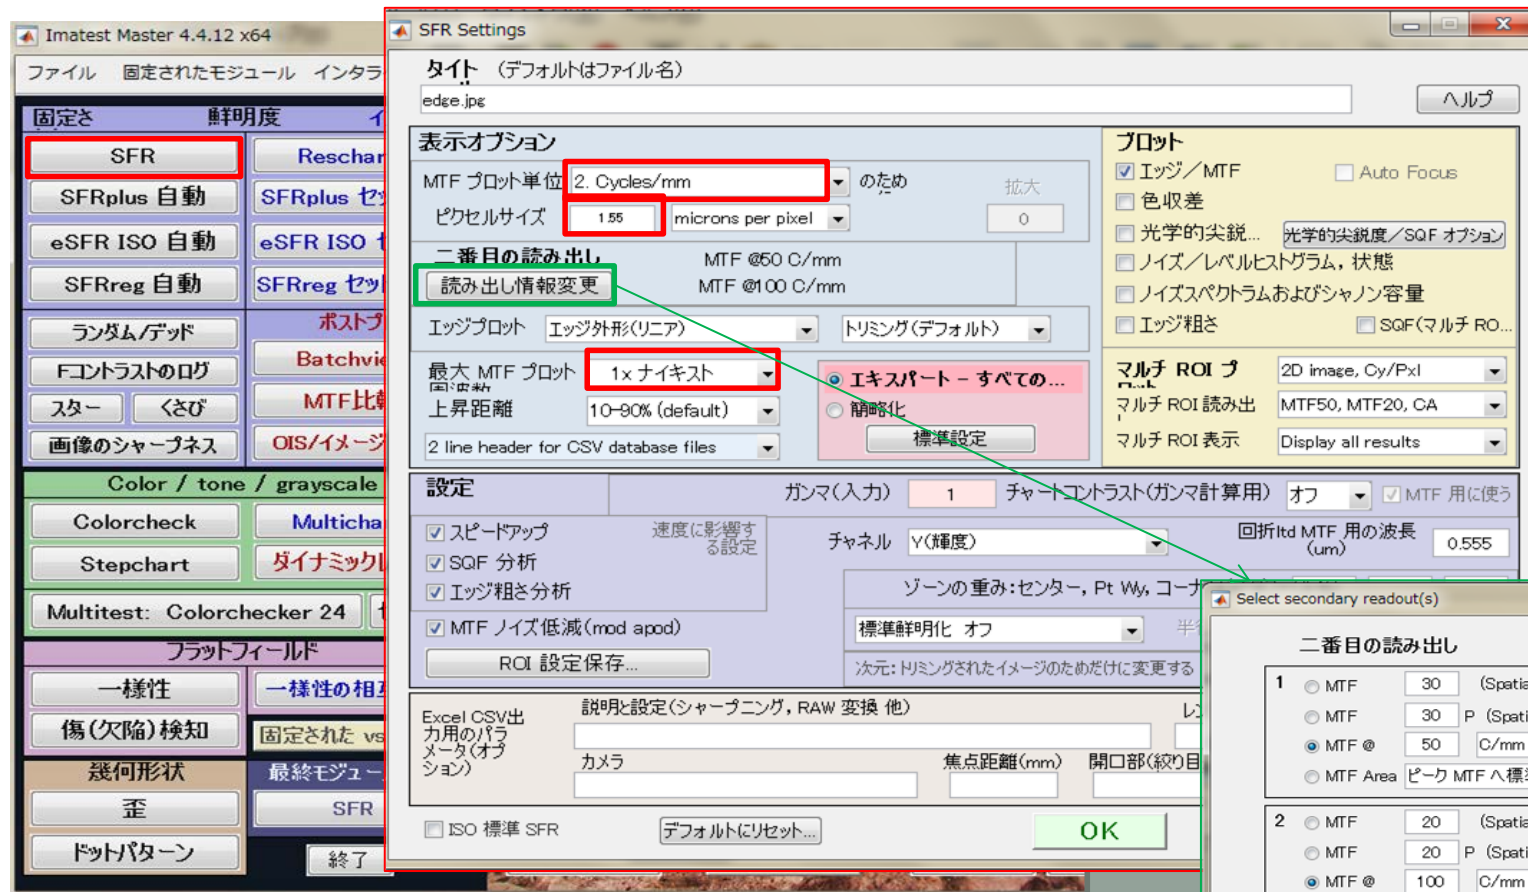 Imatest Master 4.4.12 x64
ファイル 固定されたモジュール インタラ
固定さ 鮮明度
SFR
Reschar
SFRplus 自動
SFRplus セッ
eSFR ISO 自動
eSFR ISO
SFRreg 自動
SFRreg セッ
ランダム/デッド
ポストプ
Fコントラストのログ
Batchvie
スター
くさび
MTF比較
画像のシャープネス
OIS/イメージ
Color / tone / grayscale
Colorcheck
Multicha
Stepchart
ダイナミックレ
Multitest: Colorchecker 24
フラットフィールド
一様性
一様性の相互
傷(欠陥)検知
固定された vs
幾何形状
最終モジュー
歪
SFR
ドットパターン
終了
SFR Settings
タイト (デフォルトはファイル名)
edge.jpg
ヘルプ
表示オプション
MTF プロット単位 2. Cycles/mm のため
拡大
ピクセルサイズ 1.55 microns per pixel
0
二番目の読み出し MTF @50 C/mm
読み出し情報変更 MTF @100 C/mm
エッジプロット エッジ外形(リニア) トリミング(デフォルト)
最大 MTF プロット 1x ナイキスト
周波数
上昇距離 10-90% (default)
2 line header for CSV database files
エキスパート - すべての...
簡略化
標準設定
プロット
エッジ/MTF Auto Focus
色収差
光学的尖鋭... 光学的尖鋭度/SQF オプション
ノイズ/レベルヒストグラム, 状態
ノイズスペクトラムおよびシャノン容量
エッジ粗さ SQF(マルチ RO...
マルチ ROI プ 2D image, Cy/Pxl
ロット
マルチ ROI 読み出 MTF50, MTF20, CA
マルチ ROI 表示 Display all results
設定
ガンマ(入力) 1 チャートコントラスト(ガンマ計算用) オフ MTF 用に使う
スピードアップ 速度に影響す
る設定
SQF 分析
エッジ粗さ分析
チャネル Y(輝度)
回折ltd MTF 用の波長
(um)
0.555
ゾーンの重み:センター, Pt Wy, コーナ
MTF ノイズ低減(mod apod)
標準鮮明化 オフ
半径
ROI 設定保存...
次元: トリミングされたイメージのためだけに変更する
Excel CSV出
力用のパラ
メータ(オプ
ション)
説明と設定(シャープニング, RAW 変換 他)
レン
カメラ
焦点距離(mm)
開口部(絞り目
ISO 標準 SFR
デフォルトにリセット...
OK
Select secondary readout(s)
二番目の読み出し
1 MTF 30 (Spatia
MTF 30 P (Spati
MTF @ 50 C/mm
MTF Area ピーク MTF へ標準
2 MTF 20 (Spatia
MTF 20 P (Spati
MTF @ 100 C/mm